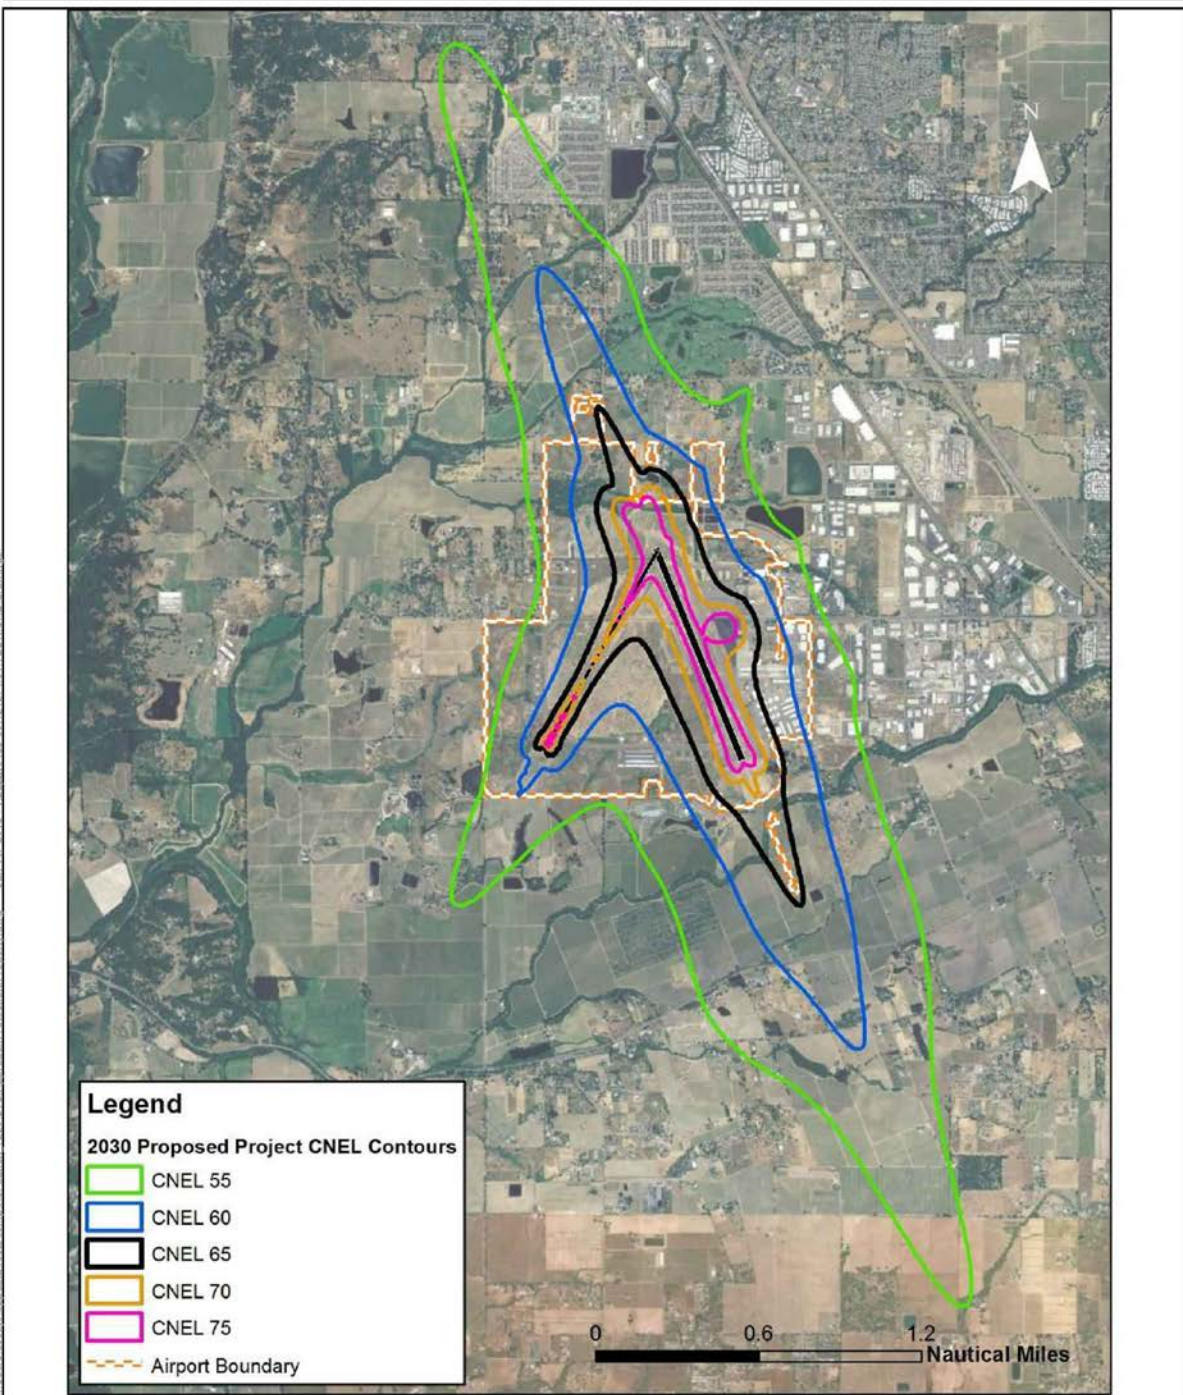 N
Legend
2030 Proposed Project CNEL Contours
CNEL 55
CNEL 60
CNEL 65
CNEL 70
CNEL 75
Airport Boundary
0 0.6 1.2
Nautical Miles